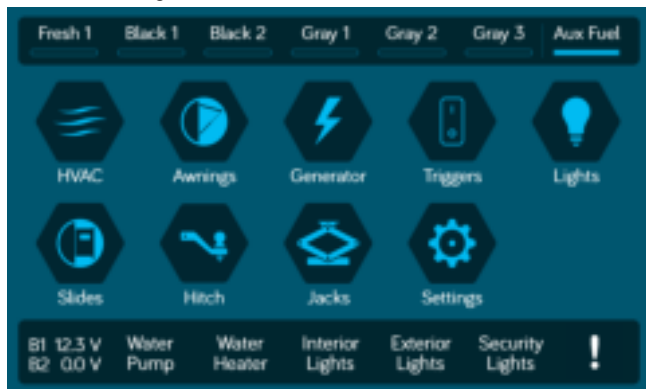 Fresh 1 Black 1 Black 2 Gray 1 Gray 2 Gray 3 Aux Fuel
HVAC Awnings Generator Triggers Lights
Slides Hitch Jacks Settings
B1 12.3 V Water Water Interior Exterior Security
B2 0.0 V Pump Heater Lights Lights Lights !